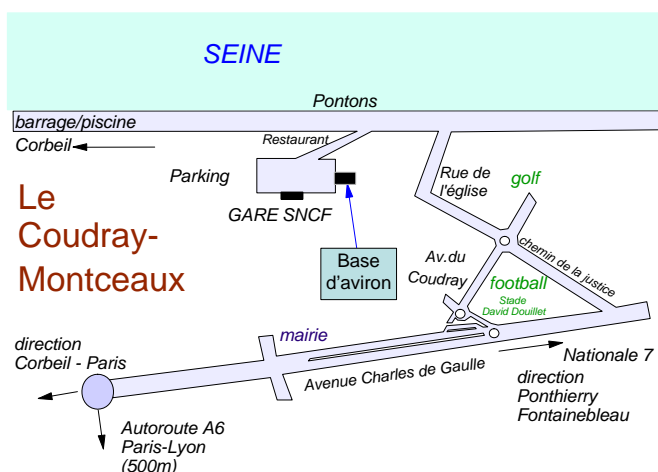 SEINE
Pontons
barrage/piscine
Corbeil
Restaurant
Parking
GARE SNCF
Rue de
l'église
golf
Le
Coudray-
Montceaux
Base
d'aviron
Av.du
Coudray
chemin de la justice
football
Stade
David Douillet
mairie
direction
Corbeil - Paris
Avenue Charles de Gaulle
Nationale 7
direction
Ponthierry
Fontainebleau
Autoroute A6
Paris-Lyon
(500m)